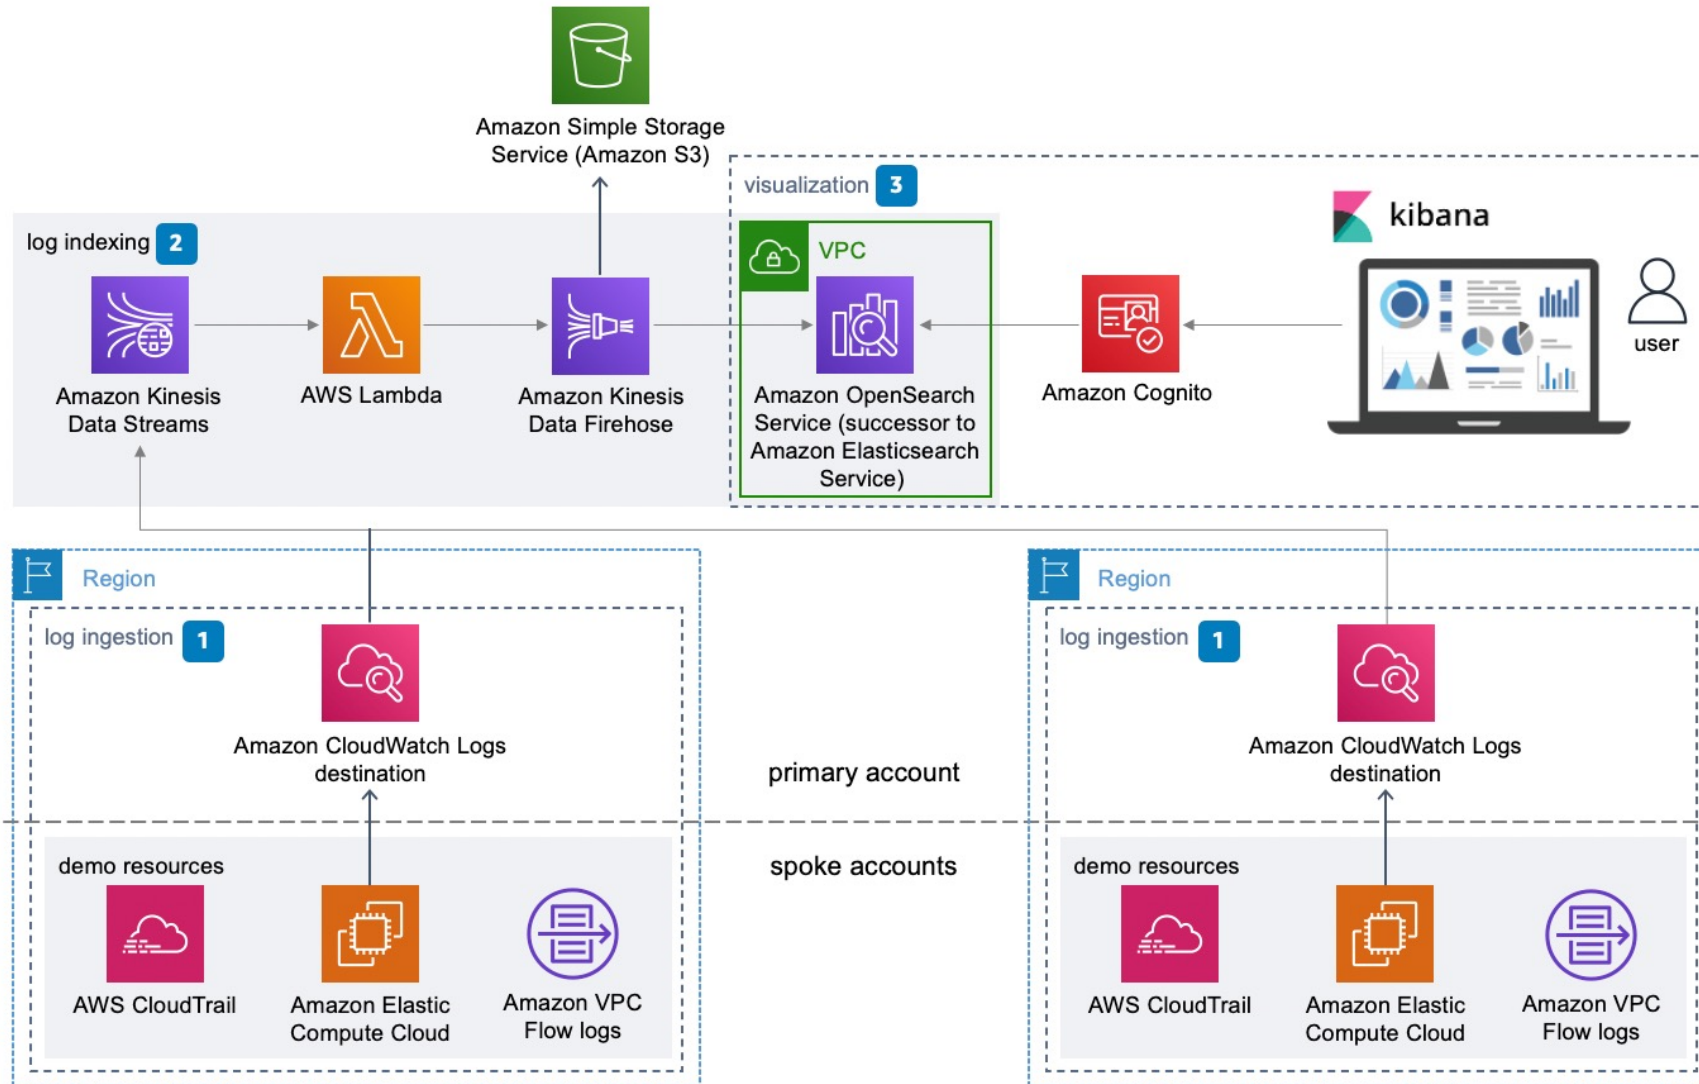 Amazon Simple Storage
Service (Amazon S3)
visualization 3
kibana
log indexing 2
VPC
user
Amazon Kinesis
Data Streams
AWS Lambda
Amazon Kinesis
Data Firehose
Amazon OpenSearch
Service (successor to
Amazon Elasticsearch
Service)
Amazon Cognito
Region
log ingestion 1
Amazon CloudWatch Logs
destination
Region
log ingestion 1
Amazon CloudWatch Logs
destination
primary account
spoke accounts
demo resources
AWS CloudTrail
Amazon Elastic
Compute Cloud
Amazon VPC
Flow logs
demo resources
AWS CloudTrail
Amazon Elastic
Compute Cloud
Amazon VPC
Flow logs